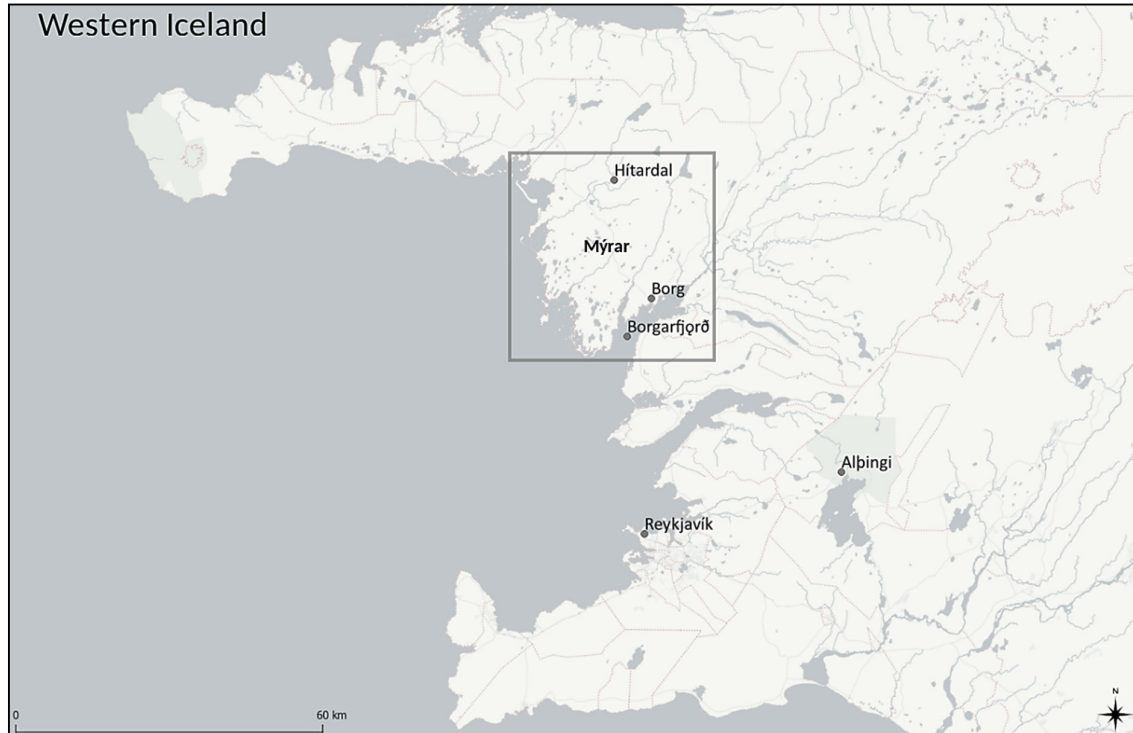 Western Iceland
Hítardal
Mýrar
Borg
Borgarfjǫrð
Alþingi
Reykjavík
N
0
60 km